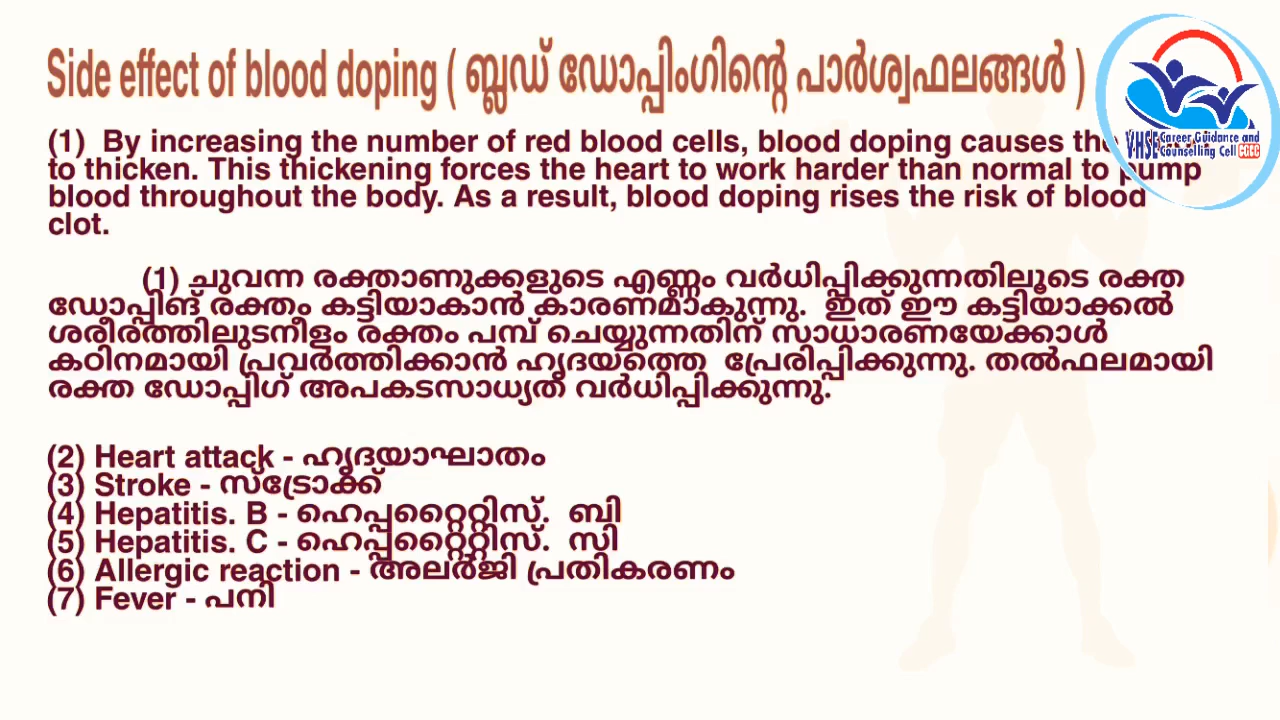 Side effect of blood doping ( ബ്ലഡ് ഡോപ്പിംഗിന്റെ പാർശ്വഫലങ്ങൾ )
VHSE Career Guidance and
Counselling Cell CGCC
(1) By increasing the number of red blood cells, blood doping causes the
to thicken. This thickening forces the heart to work harder than normal to pump
blood throughout the body. As a result, blood doping rises the risk of blood
clot.
(1) ചുവന്ന രക്താണുക്കളുടെ എണ്ണം വർധിപ്പിക്കുന്നതിലൂടെ രക്ത
ഡോപ്പിങ് രക്തം കട്ടിയാകാൻ കാരണമാകുന്നു. ഇത് ഈ കട്ടിയാക്കൽ
ശരീരത്തിലുടനീളം രക്തം പമ്പ് ചെയ്യുന്നതിന് സാധാരണയേക്കാൾ
കഠിനമായി പ്രവർത്തിക്കാൻ ഹൃദയത്തെ പ്രേരിപ്പിക്കുന്നു. തൽഫലമായി
രക്ത ഡോപ്പിഗ് അപകടസാധ്യത വർധിപ്പിക്കുന്നു.
(2) Heart attack - ഹൃദയാഘാതം
(3) Stroke - സ്ട്രോക്ക്
(4) Hepatitis. B - ഹെപ്പറ്റൈറ്റിസ്. ബി
(5) Hepatitis. C - ഹെപ്പറ്റൈറ്റിസ്. സി
(6) Allergic reaction - അലർജി പ്രതികരണം
(7) Fever - പനി